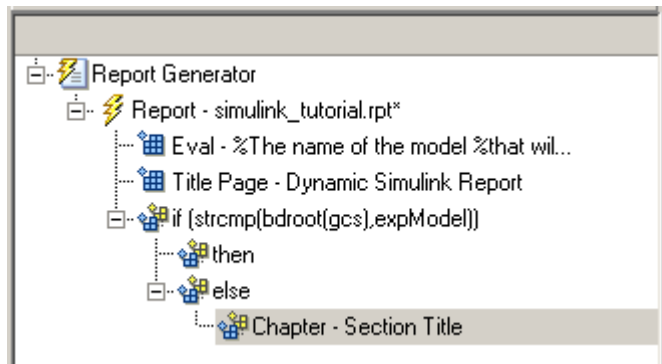 Report Generator
Report - simulink_tutorial.rpt*
Eval - %The name of the model %that wil...
Title Page - Dynamic Simulink Report
if (strcmp(bdroot(gcs),expModel))
then
else
Chapter - Section Title